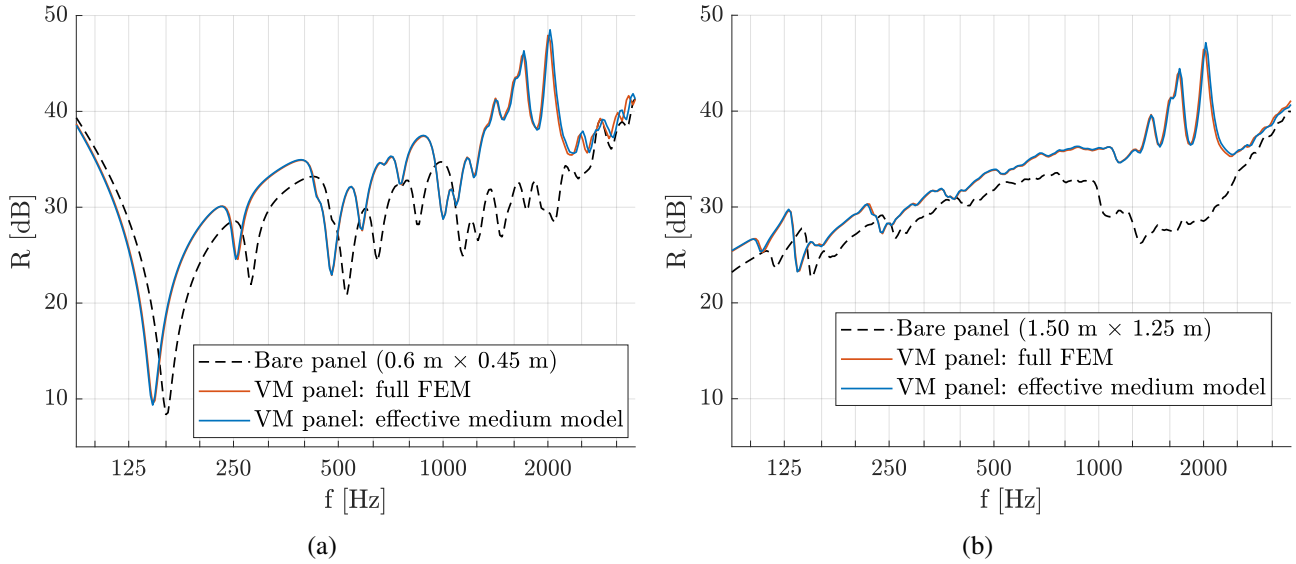 50
40
30
20
10
R [dB]
125 250 500 1000 2000
f [Hz]
Bare panel (0.6 m × 0.45 m)
VM panel: full FEM
VM panel: effective medium model
(a)
50
40
30
20
10
R [dB]
125 250 500 1000 2000
f [Hz]
Bare panel (1.50 m × 1.25 m)
VM panel: full FEM
VM panel: effective medium model
(b)